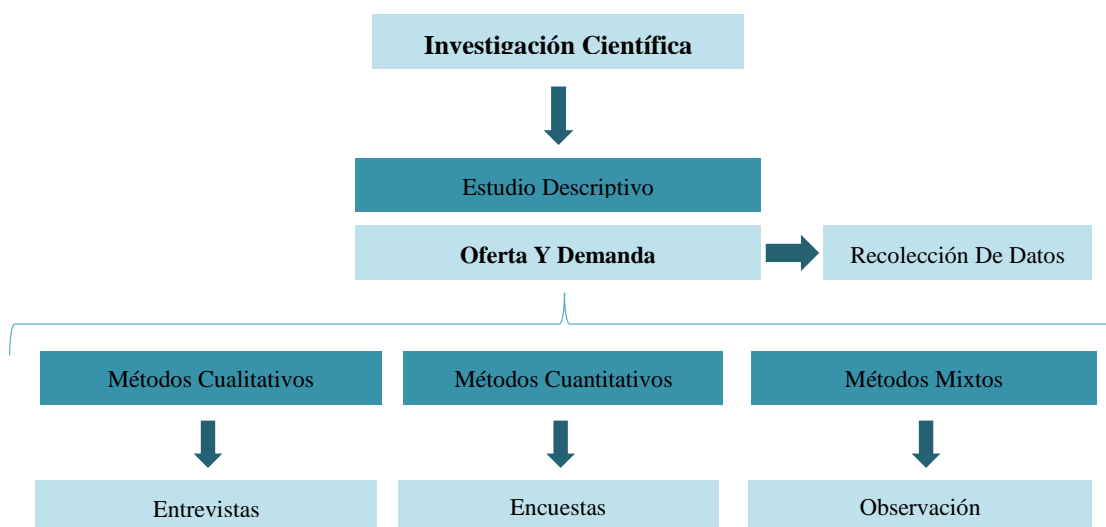 Investigación Científica
Estudio Descriptivo
Oferta Y Demanda
Recolección De Datos
Métodos Cualitativos
Métodos Cuantitativos
Métodos Mixtos
Entrevistas
Encuestas
Observación